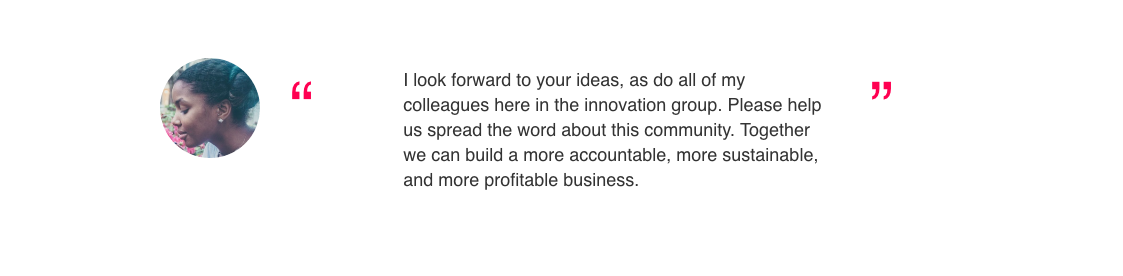 “ I look forward to your ideas, as do all of my ”
colleagues here in the innovation group. Please help
us spread the word about this community. Together
we can build a more accountable, more sustainable,
and more profitable business.